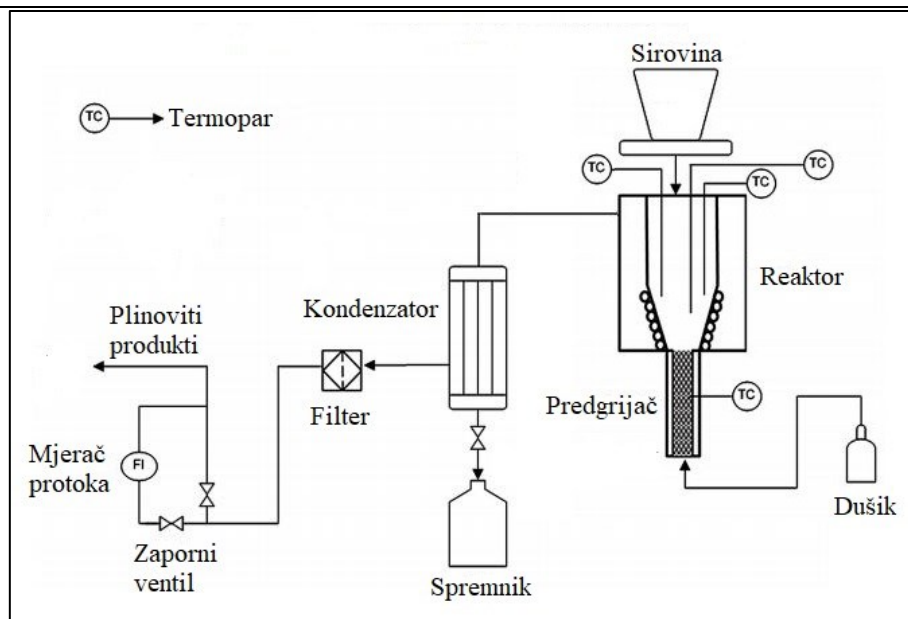 Sirovina
TC
Termopar
TC
TC
TC
Reaktor
Kondenzator
Plinoviti
produkti
Filter
Predgrijač
TC
Mjerač
protoka
FI
Dušik
Zaporni
ventil
Spremnik